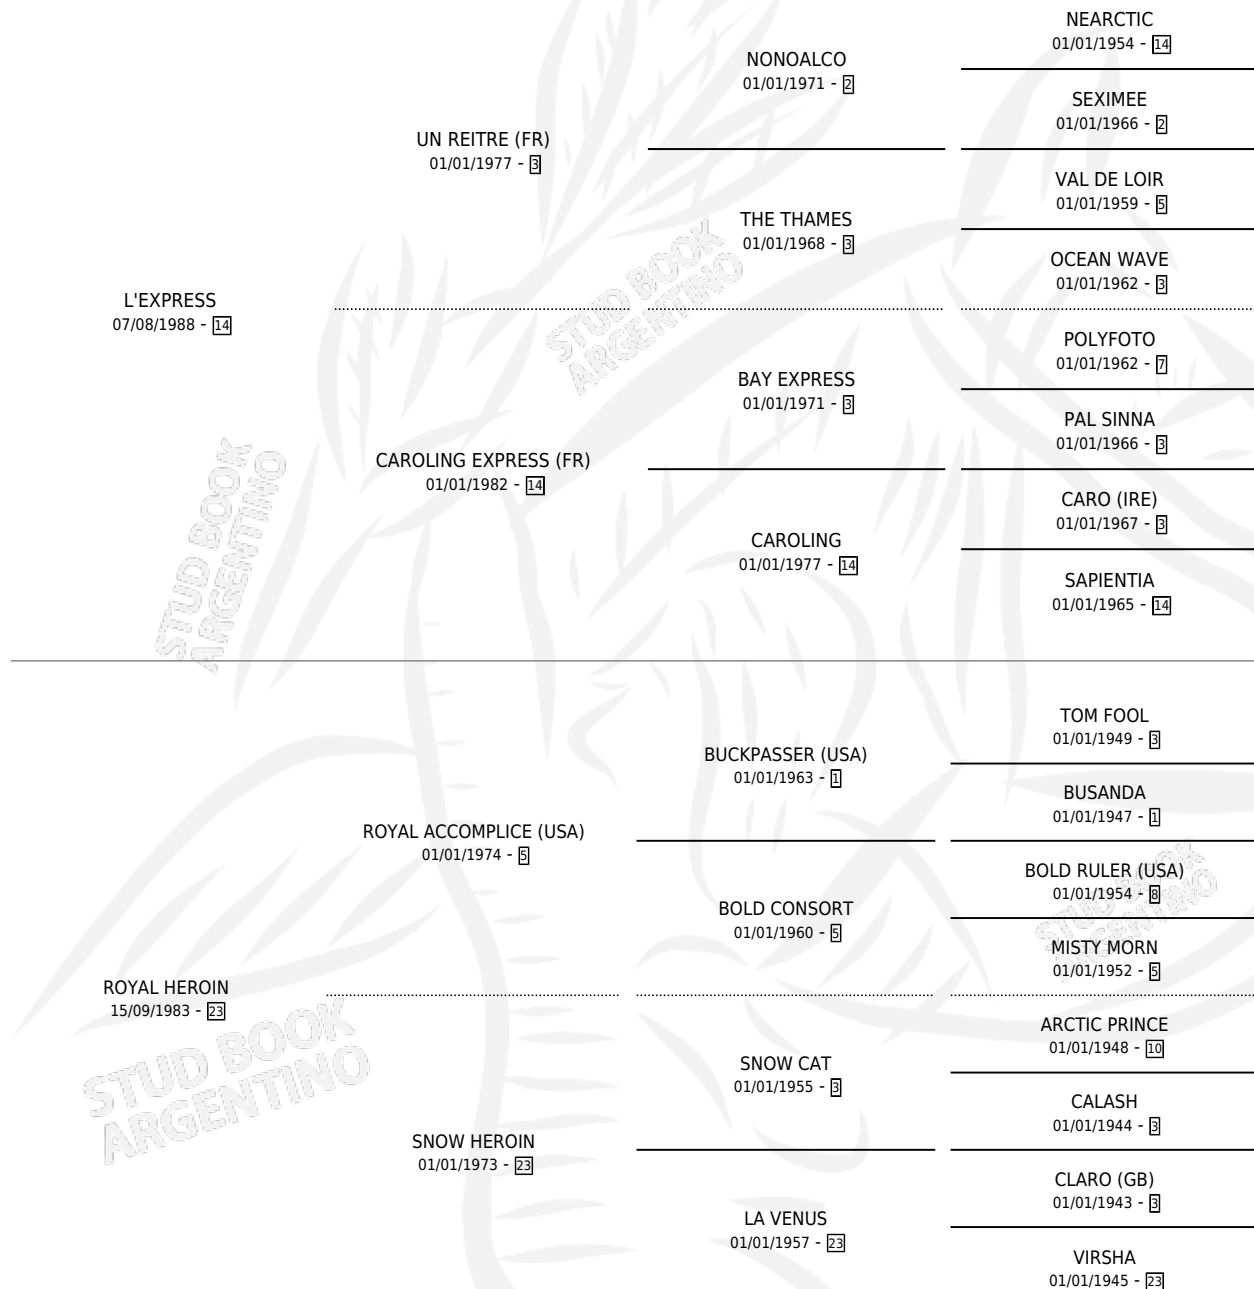 NEARCTIC
01/01/1954 - 14
NONOALCO
01/01/1971 - 2
SEXIMEE
01/01/1966 - 2
UN REITRE (FR)
01/01/1977 - 3
VAL DE LOIR
01/01/1959 - 5
THE THAMES
01/01/1968 - 3
OCEAN WAVE
01/01/1962 - 3
L'EXPRESS
07/08/1988 - 14
POLYFOTO
01/01/1962 - 7
BAY EXPRESS
01/01/1971 - 3
PAL SINNA
01/01/1966 - 3
CAROLING EXPRESS (FR)
01/01/1982 - 14
CARO (IRE)
01/01/1967 - 3
CAROLING
01/01/1977 - 14
SAPIENTIA
01/01/1965 - 14
TOM FOOL
01/01/1949 - 3
BUCKPASSER (USA)
01/01/1963 - 1
BUSANDA
01/01/1947 - 1
ROYAL ACCOMPLICE (USA)
01/01/1974 - 5
BOLD RULER (USA)
01/01/1954 - 8
BOLD CONSORT
01/01/1960 - 5
MISTY MORN
01/01/1952 - 5
ROYAL HEROIN
15/09/1983 - 23
ARCTIC PRINCE
01/01/1948 - 10
SNOW CAT
01/01/1955 - 3
CALASH
01/01/1944 - 3
SNOW HEROIN
01/01/1973 - 23
CLARO (GB)
01/01/1943 - 3
LA VENUS
01/01/1957 - 23
VIRSHA
01/01/1945 - 23
STUD BOOK
ARGENTINO
STUD BOOK
ARGENTINO
STUD BOOK
ARGENTINO
STUD BOOK
ARGENTINO